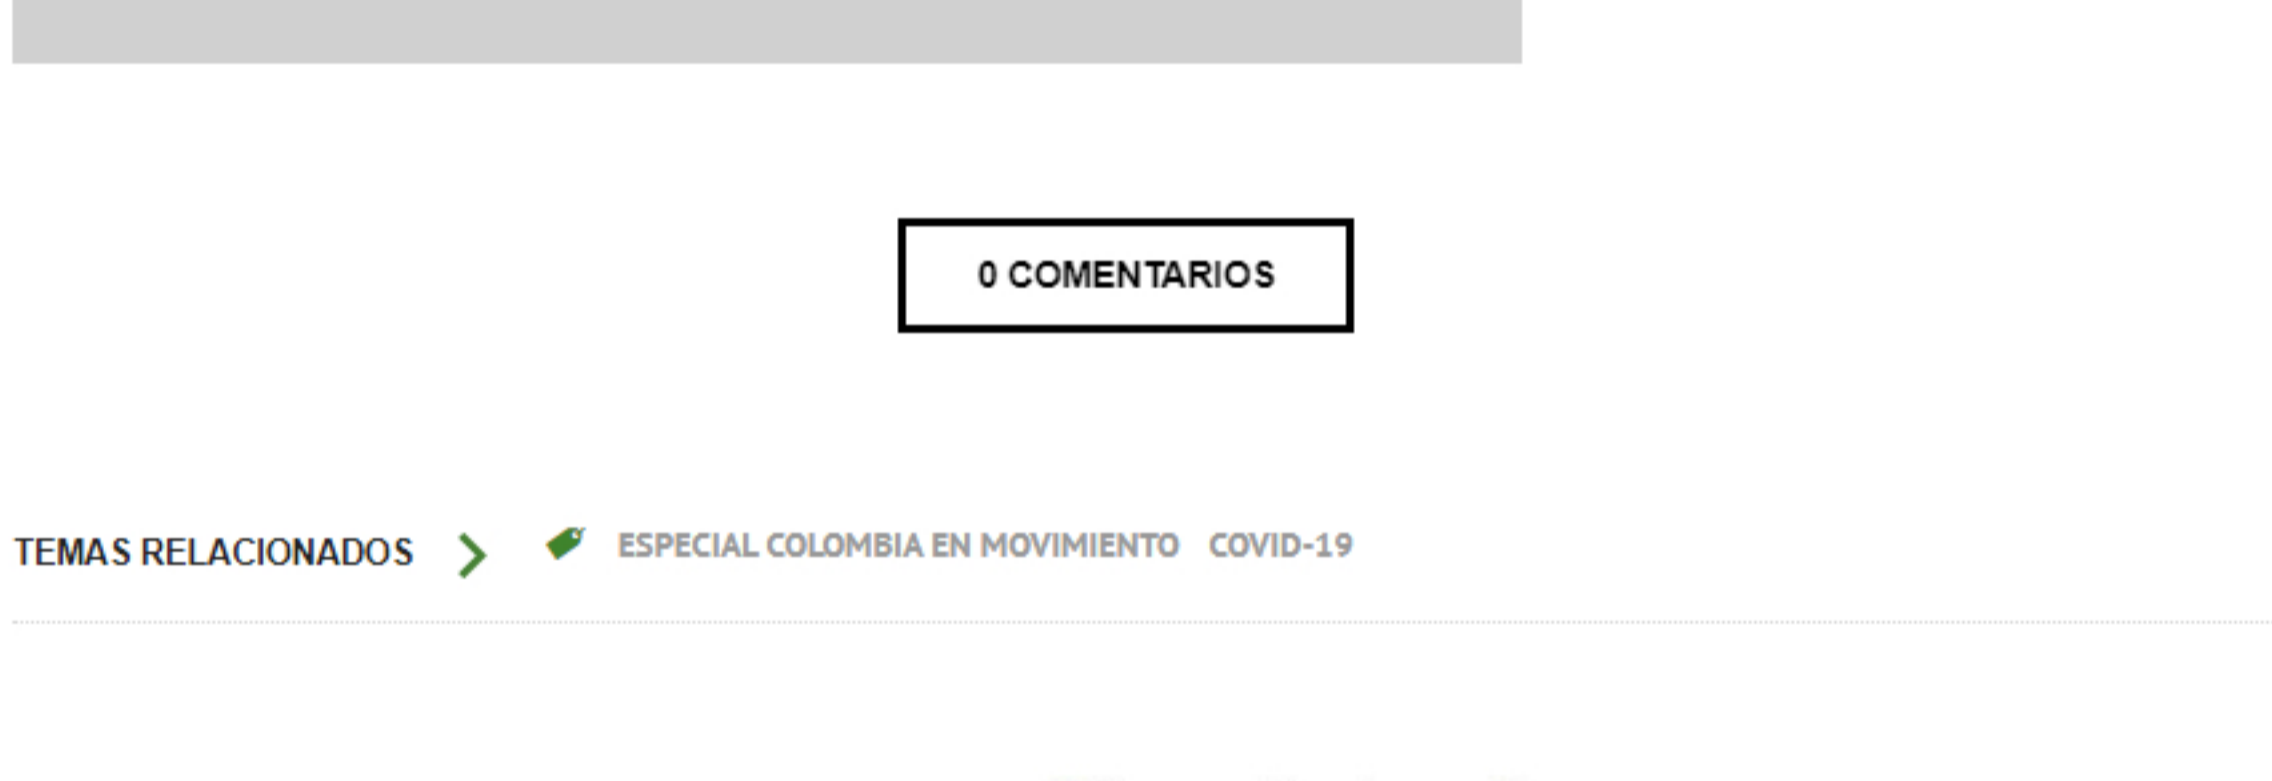 0 COMENTARIOS
TEMAS RELACIONADOS ESPECIAL COLOMBIA EN MOVIMIENTO COVID-19